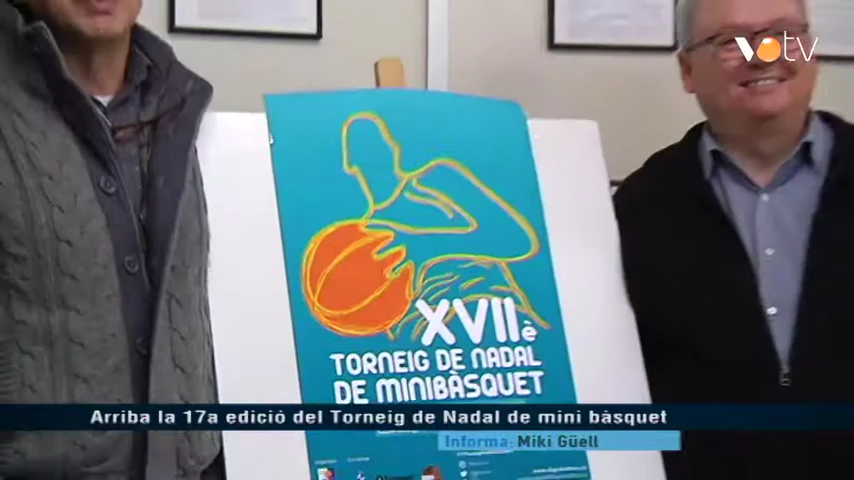 VOtv
XVIIè
TORNEIG DE NADAL
DE MINIBÀSQUET
Arriba la 17a edició del Torneig de Nadal de mini bàsquet
Informa: Miki Güell